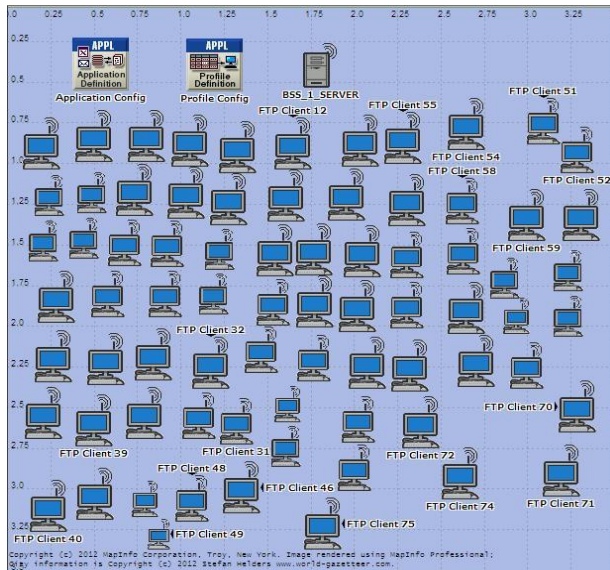 0.0 0.25 0.5 0.75 1.0 1.25 1.5 1.75 2.0 2.25 2.5 2.75 3.0 3.25
0.25
APPL APPL
0.5
Application Definition
Profile Definition
Application Config Profile Config BSS_1_SERVER FTP Client 51
0.75 FTP Client 12 FTP Client 55
FTP Client 54
1.0
FTP Client 58 FTP Client 52
1.25
FTP Client 59
1.5
1.75
2.0 FTP Client 32
2.25
2.5 FTP Client 70
FTP Client 39 FTP Client 31 FTP Client 72
2.75
FTP Client 48
3.0 FTP Client 46
FTP Client 74 FTP Client 71
3.25 FTP Client 40 FTP Client 49 FTP Client 75
Copyright (c) 2012 MapInfo Corporation, Troy, New York. Image rendered using MapInfo Professional;
City information is Copyright (c) 2012 Stefan Helders www.world-gazetteer.com.